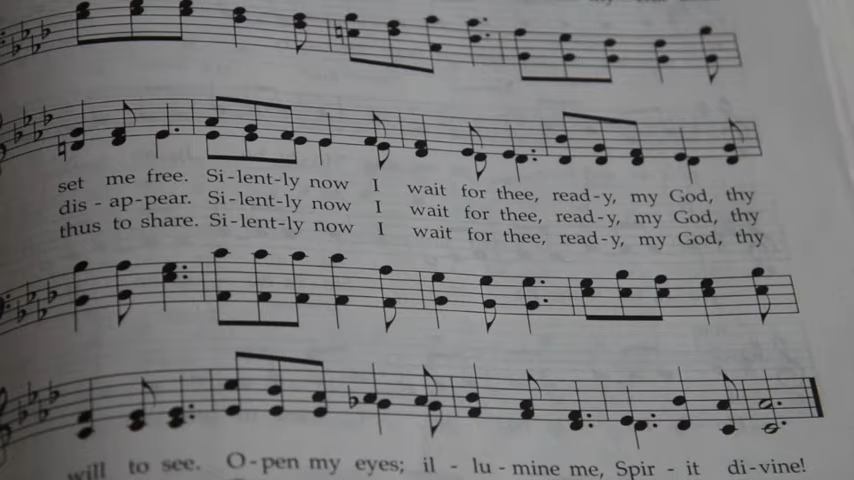 set me free. Si-lent-ly now I wait for thee, read-y, my God, thy
dis-ap-pear. Si-lent-ly now I wait for thee, read-y, my God, thy
thus to share. Si-lent-ly now I wait for thee, read-y, my God, thy
will to see. O-pen my eyes; il-lu-mine me, Spir-it di-vine!